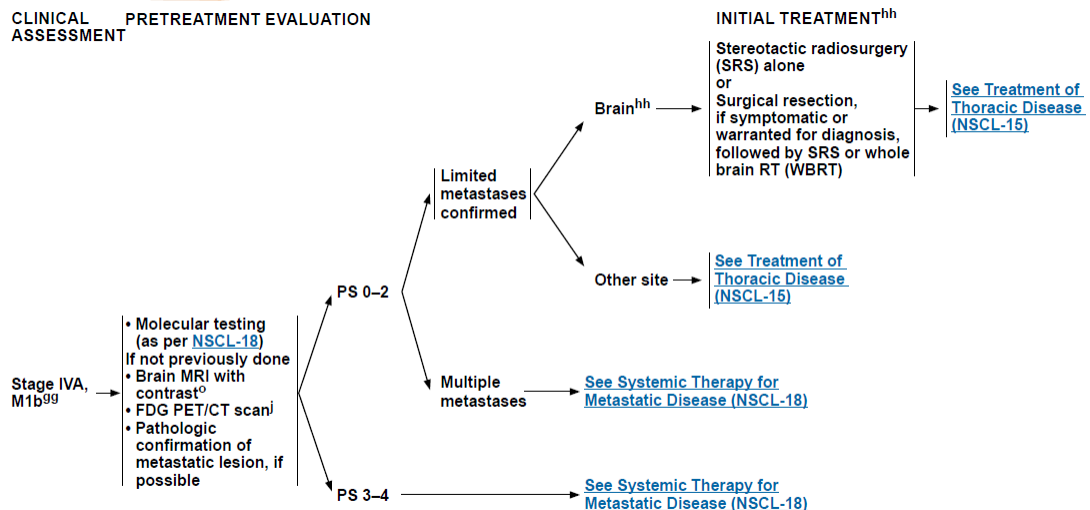 CLINICAL ASSESSMENT
PRETREATMENT EVALUATION
INITIAL TREATMENThh
Stage IVA,
M1bgg
• Molecular testing
(as per NSCL-18)
If not previously done
• Brain MRI with
contrasto
• FDG PET/CT scanj
• Pathologic
confirmation of
metastatic lesion, if
possible
PS 0–2
Limited
metastases
confirmed
Brainhh
Stereotactic radiosurgery
(SRS) alone
or
Surgical resection,
if symptomatic or
warranted for diagnosis,
followed by SRS or whole
brain RT (WBRT)
See Treatment of
Thoracic Disease
(NSCL-15)
Other site
See Treatment of
Thoracic Disease
(NSCL-15)
Multiple
metastases
See Systemic Therapy for
Metastatic Disease (NSCL-18)
PS 3–4
See Systemic Therapy for
Metastatic Disease (NSCL-18)